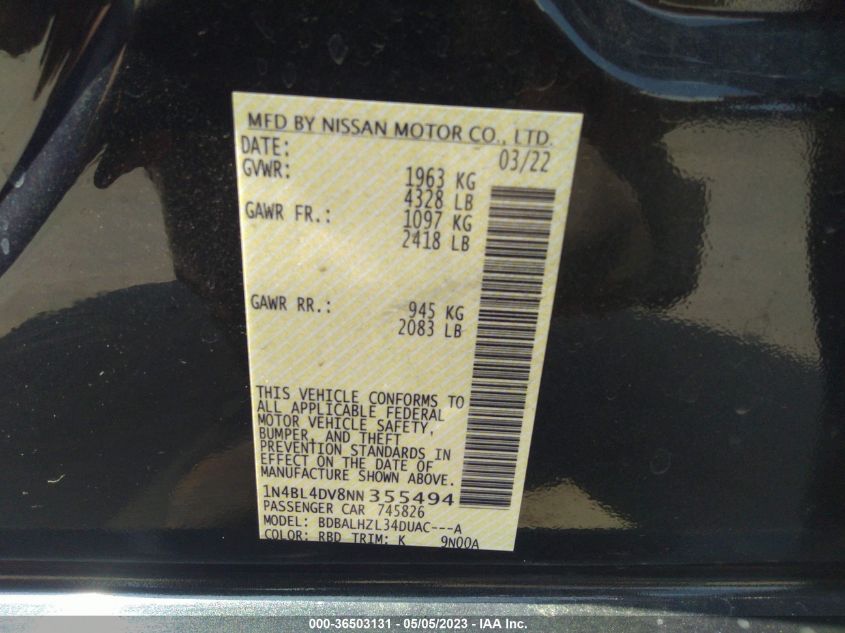 MFD BY NISSAN MOTOR CO., LTD.
DATE: 03/22
GVWR: 1963 KG
4328 LB
GAWR FR.: 1097 KG
2418 LB
GAWR RR.: 945 KG
2083 LB
THIS VEHICLE CONFORMS TO
ALL APPLICABLE FEDERAL
MOTOR VEHICLE SAFETY,
BUMPER, AND THEFT
PREVENTION STANDARDS IN
EFFECT ON THE DATE OF
MANUFACTURE SHOWN ABOVE.
1N4BL4DV8NN 355494
PASSENGER CAR 745826
MODEL: BDBALHZL34DUAC---A
COLOR: RBD TRIM: K 9N00A
000-36503131 - 05/05/2023 - IAA Inc.